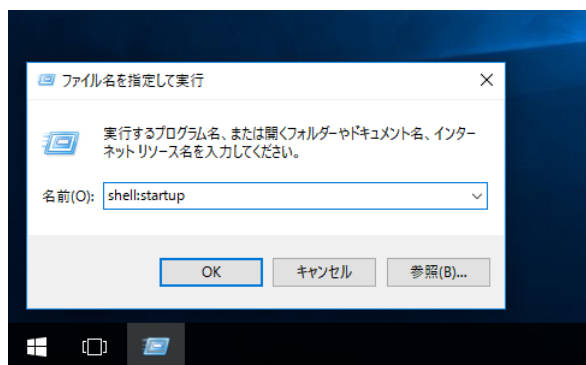 ファイル名を指定して実行
実行するプログラム名、または開くフォルダーやドキュメント名、インター
ネット リソース名を入力してください。
名前(O): shell:startup
OK キャンセル 参照(B)...